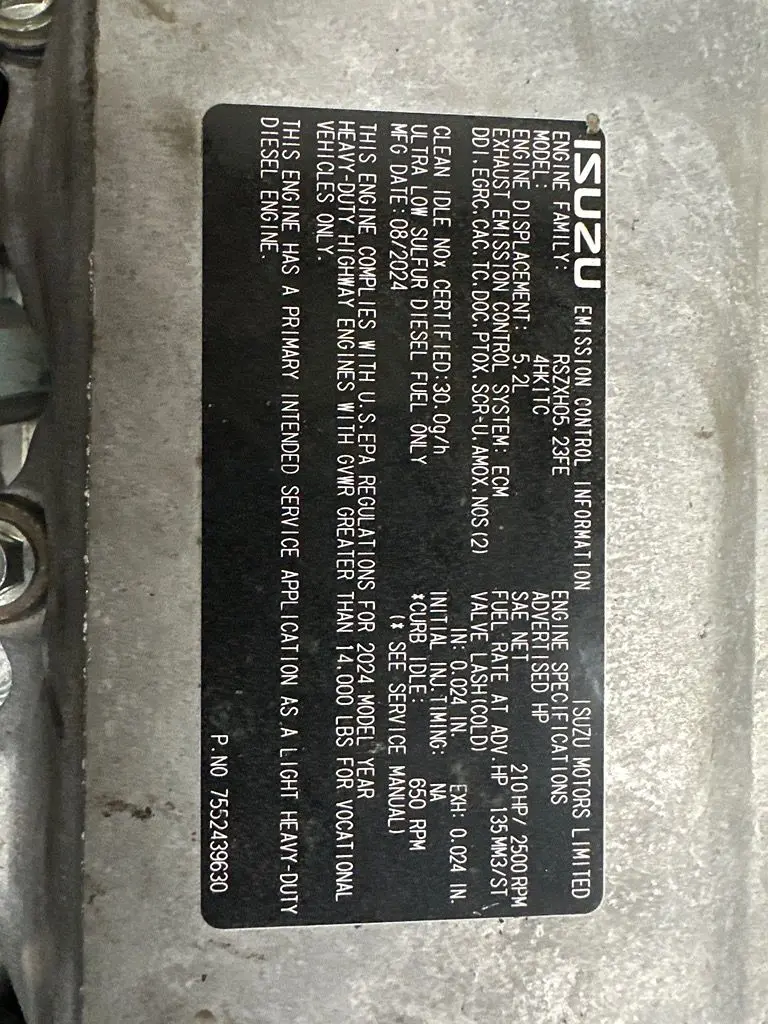 ISUZU EMISSION CONTROL INFORMATION ISUZU MOTORS LIMITED
ENGINE FAMILY: RSZXH05.23FE ENGINE SPECIFICATIONS
MODEL: 4HK1TC ADVERTISED HP
ENGINE DISPLACEMENT: 5.2L SAE NET 210HP/ 2500RPM
EXHAUST EMISSION CONTROL SYSTEM: ECM FUEL RATE AT ADV.HP 135MM3/ST
DDI.EGRC.CAC.TC.DOC.PTOX.SCR-U.AMOX.NOS(2) VALVE LASH(COLD)
IN: 0.024 IN. EXH: 0.024 IN.
CLEAN IDLE NOx CERTIFIED:30.0g/h INITIAL INJ.TIMING: NA
ULTRA LOW SULFUR DIESEL FUEL ONLY *CURB IDLE: 650 RPM
MFG DATE: 08/2024 (* SEE SERVICE MANUAL)
THIS ENGINE COMPLIES WITH U.S.EPA REGULATIONS FOR 2024 MODEL YEAR
HEAVY-DUTY HIGHWAY ENGINES WITH GVWR GREATER THAN 14.000 LBS FOR VOCATIONAL
VEHICLES ONLY.
THIS ENGINE HAS A PRIMARY INTENDED SERVICE APPLICATION AS A LIGHT HEAVY-DUTY
DIESEL ENGINE.
P.NO 7552439630